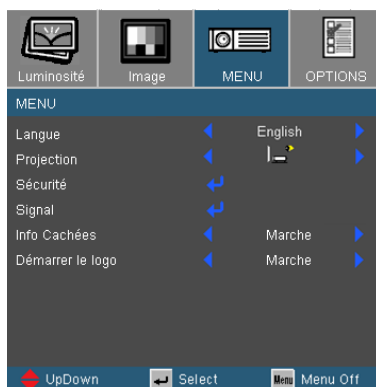 Luminosité Image MENU OPTIONS
MENU
Langue English
Projection
Sécurité
Signal
Info Cachées Marche
Démarrer le logo Marche
UpDown Select Menu Menu Off